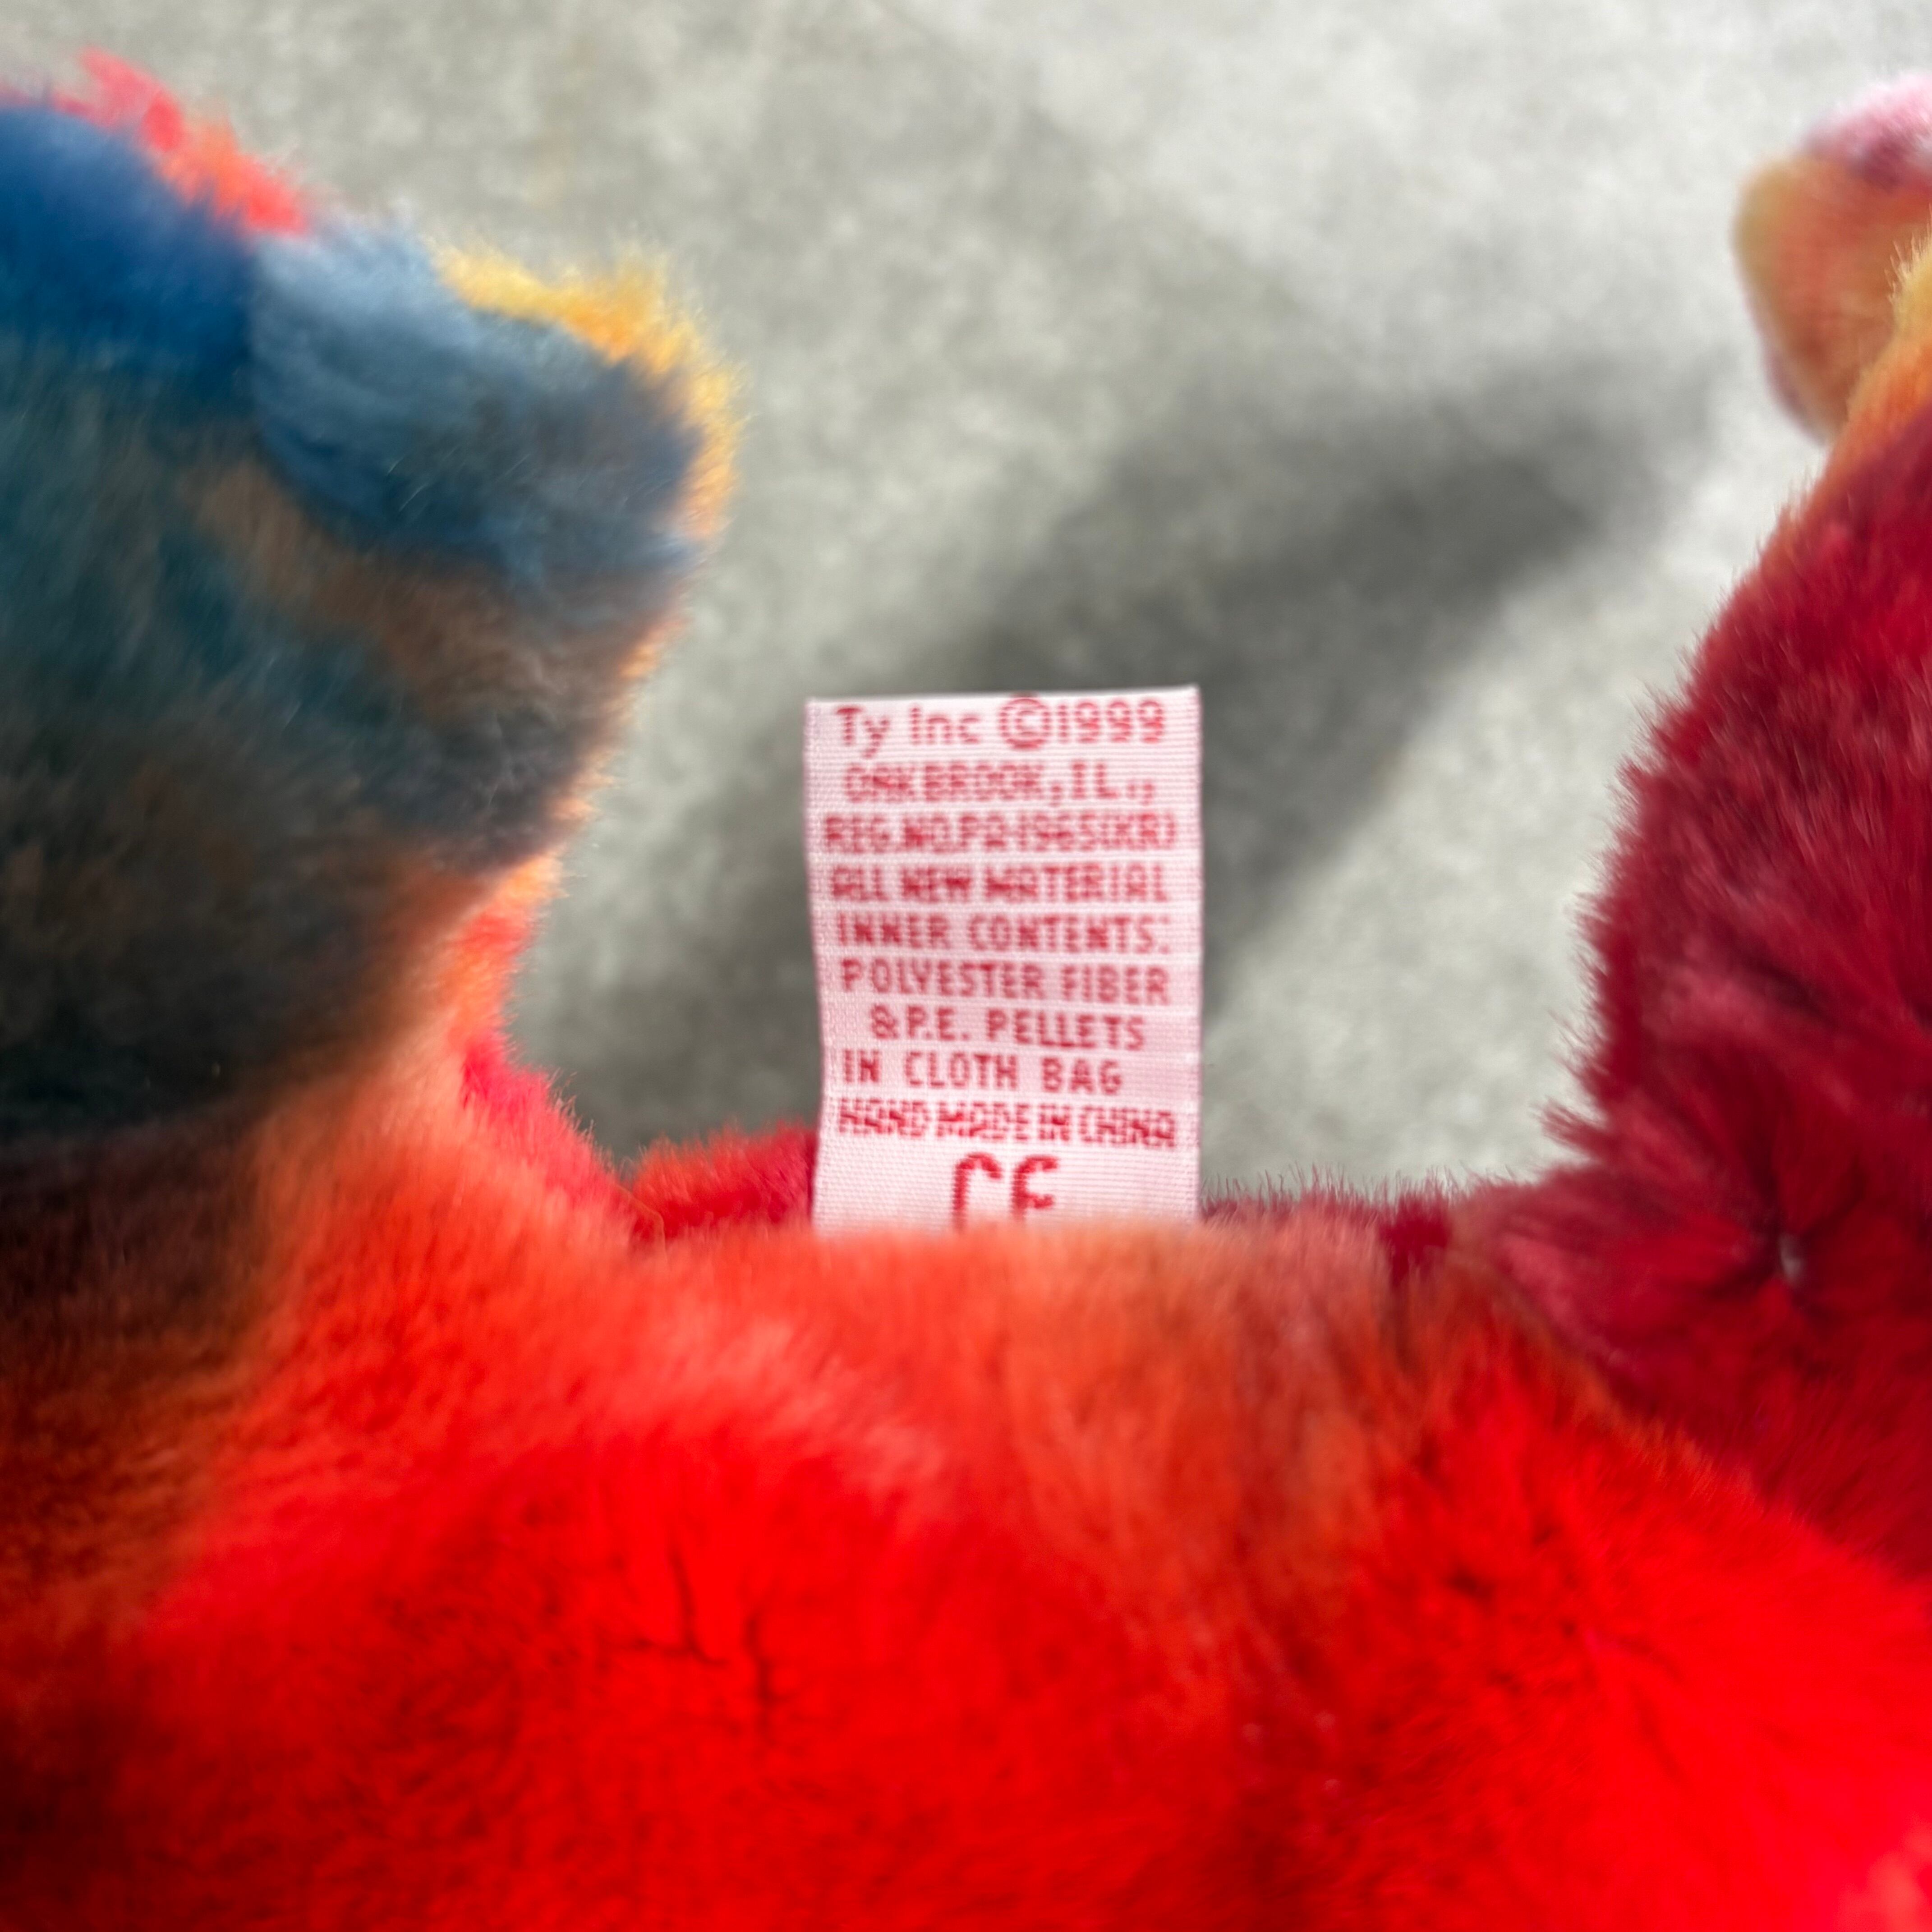 Ty Inc ©1999
OAKBROOK,IL.,,
REG.NO.PA-1965(KR)
ALL NEW MATERIAL
INNER CONTENTS:
POLYESTER FIBER
& P.E. PELLETS
IN CLOTH BAG
HAND MADE IN CHINA
CE